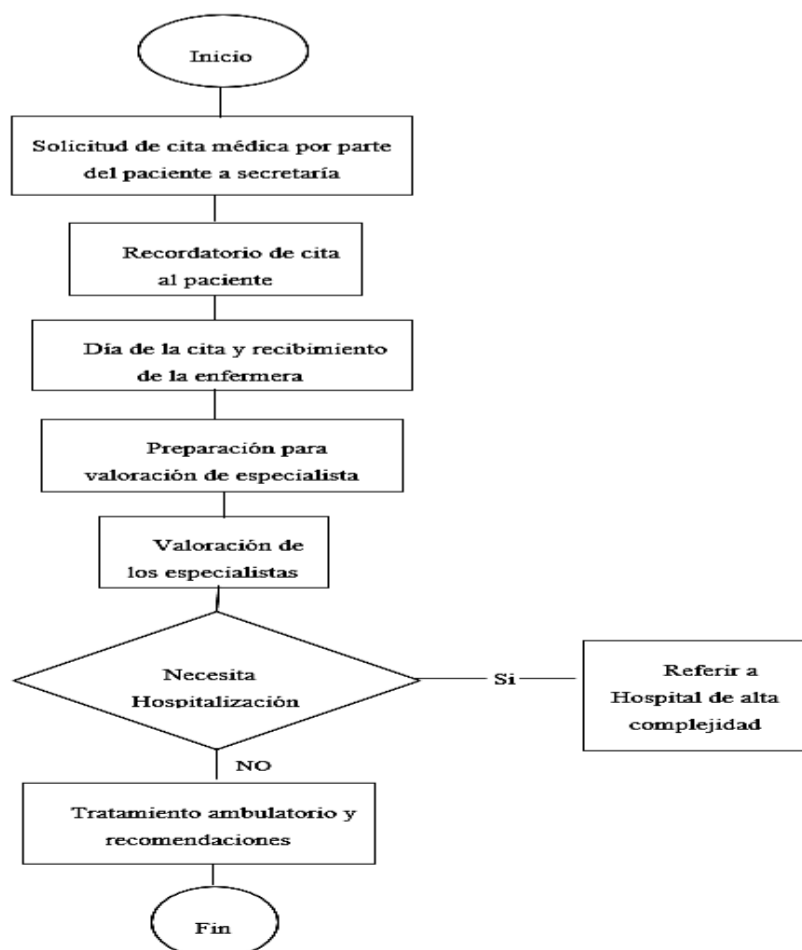 Inicio
Solicitud de cita médica por parte
del paciente a secretaría
Recordatorio de cita
al paciente
Día de la cita y recibimiento
de la enfermera
Preparación para
valoración de especialista
Valoración de
los especialistas
Necesita
Hospitalización
Si
Referir a
Hospital de alta
complejidad
NO
Tratamiento ambulatorio y
recomendaciones
Fin